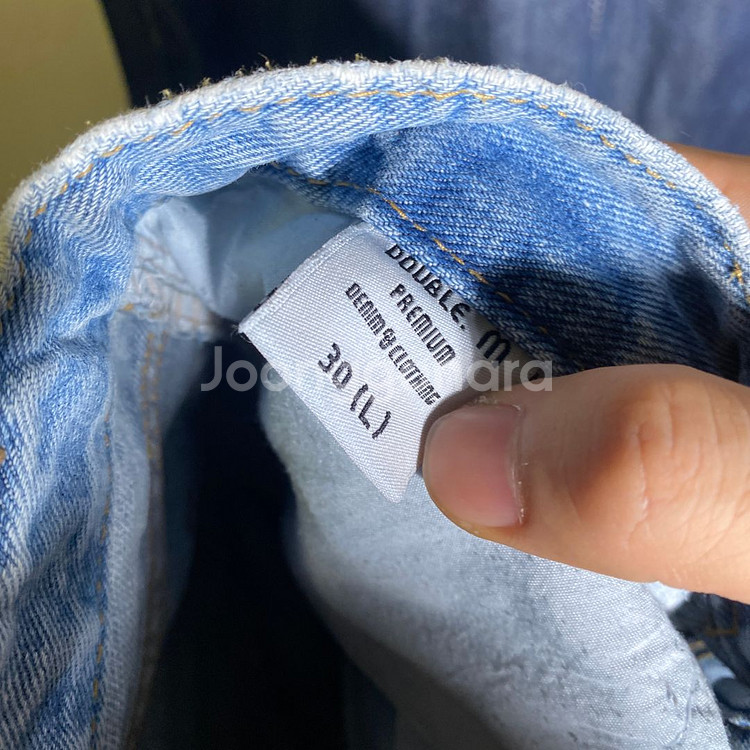 DOUBLE. M
PREMIUM
DENIM & CLOTHING
30 (L)